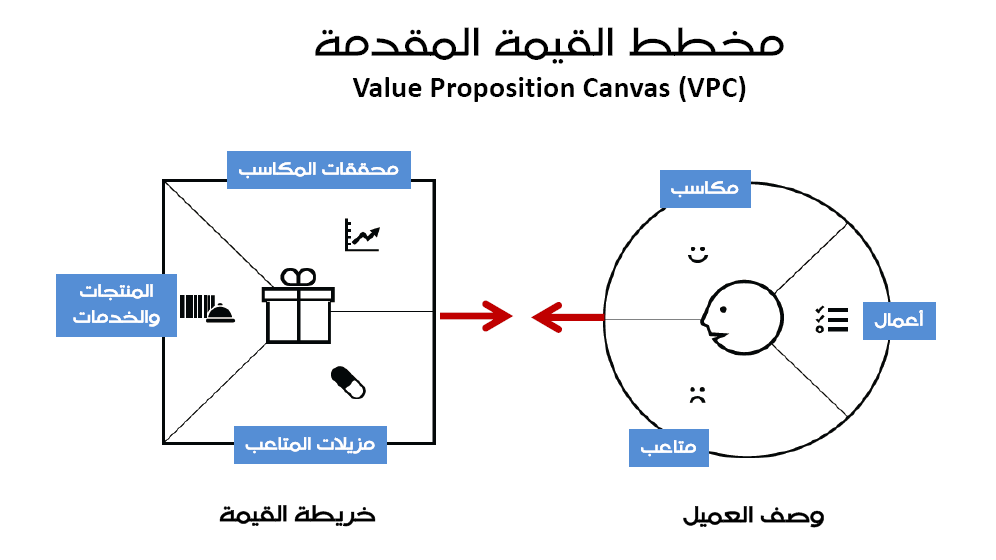 مخطط القيمة المقدمة
Value Proposition Canvas (VPC)
مكاسب
محققات المكاسب
أعمال
المنتجات
والخدمات
متاعب
مزيلات المتاعب
وصف العميل
خريطة القيمة